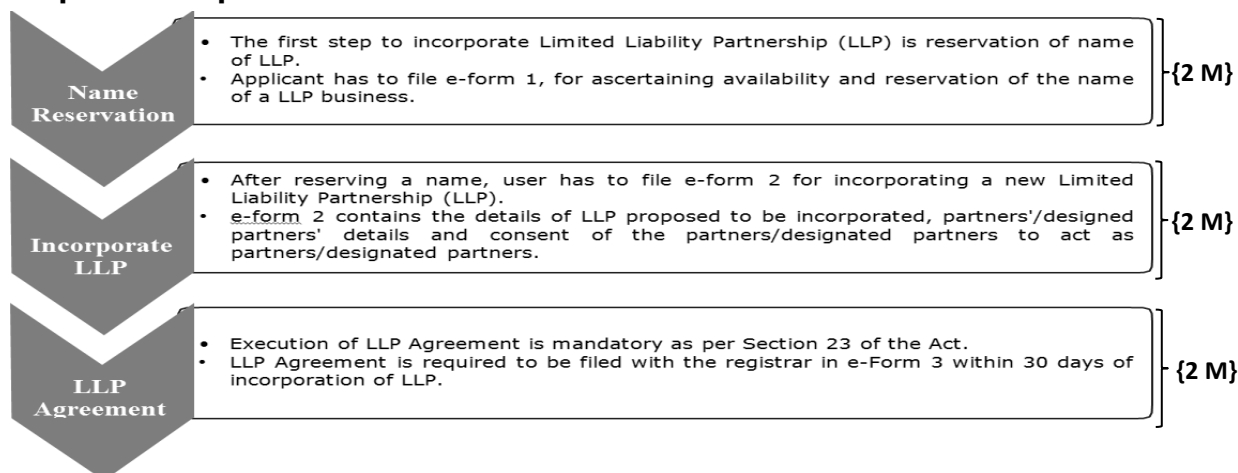 • The first step to incorporate Limited Liability Partnership (LLP) is reservation of name
of LLP.
• Applicant has to file e-form 1, for ascertaining availability and reservation of the name
of a LLP business.
Name
Reservation
{2 M}
• After reserving a name, user has to file e-form 2 for incorporating a new Limited
Liability Partnership (LLP).
• e-form 2 contains the details of LLP proposed to be incorporated, partners'/designed
partners' details and consent of the partners/designated partners to act as
partners/designated partners.
Incorporate
LLP
{2 M}
• Execution of LLP Agreement is mandatory as per Section 23 of the Act.
• LLP Agreement is required to be filed with the registrar in e-Form 3 within 30 days of
incorporation of LLP.
LLP
Agreement
{2 M}